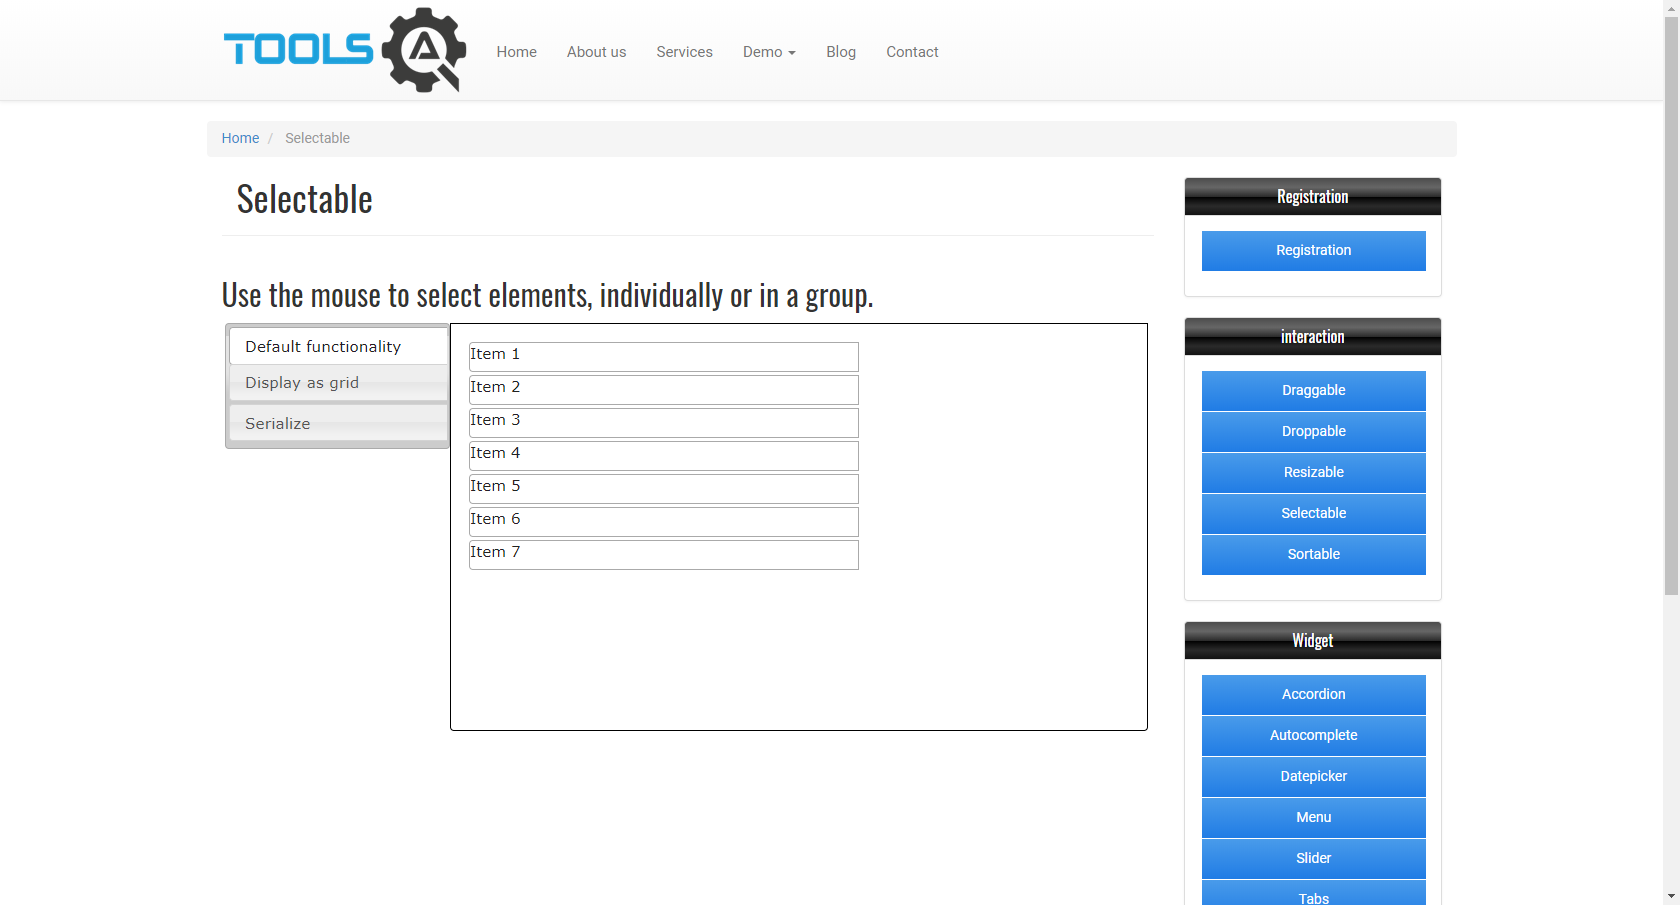 TOOLS QA
Home About us Services Demo Blog Contact
Home / Selectable
Selectable
Use the mouse to select elements, individually or in a group.
Default functionality
Display as grid
Serialize
Item 1
Item 2
Item 3
Item 4
Item 5
Item 6
Item 7
Registration
Registration
interaction
Draggable
Droppable
Resizable
Selectable
Sortable
Widget
Accordion
Autocomplete
Datepicker
Menu
Slider
Tabs